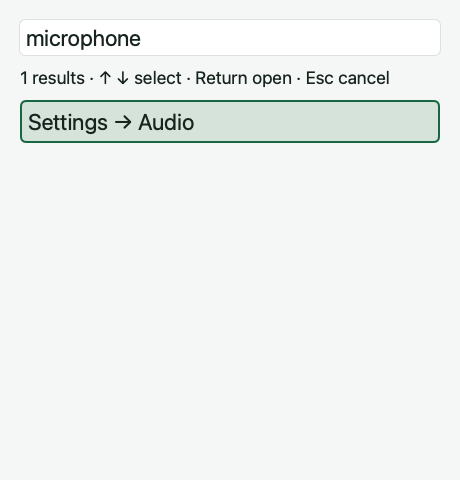 microphone
1 results · ↑ ↓ select · Return open · Esc cancel
Settings → Audio